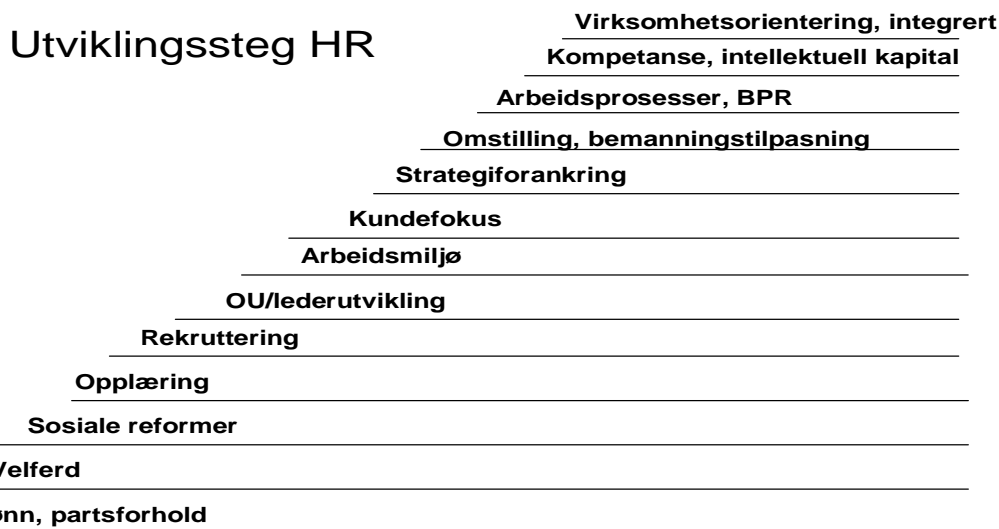 Utviklingssteg HR
Virksomhetsorientering, integrert
Kompetanse, intellektuell kapital
Arbeidsprosesser, BPR
Omstilling, bemanningstilpasning
Strategiforankring
Kundefokus
Arbeidsmiljø
OU/lederutvikling
Rekruttering
Opplæring
Sosiale reformer
Velferd
ønn, partsforhold